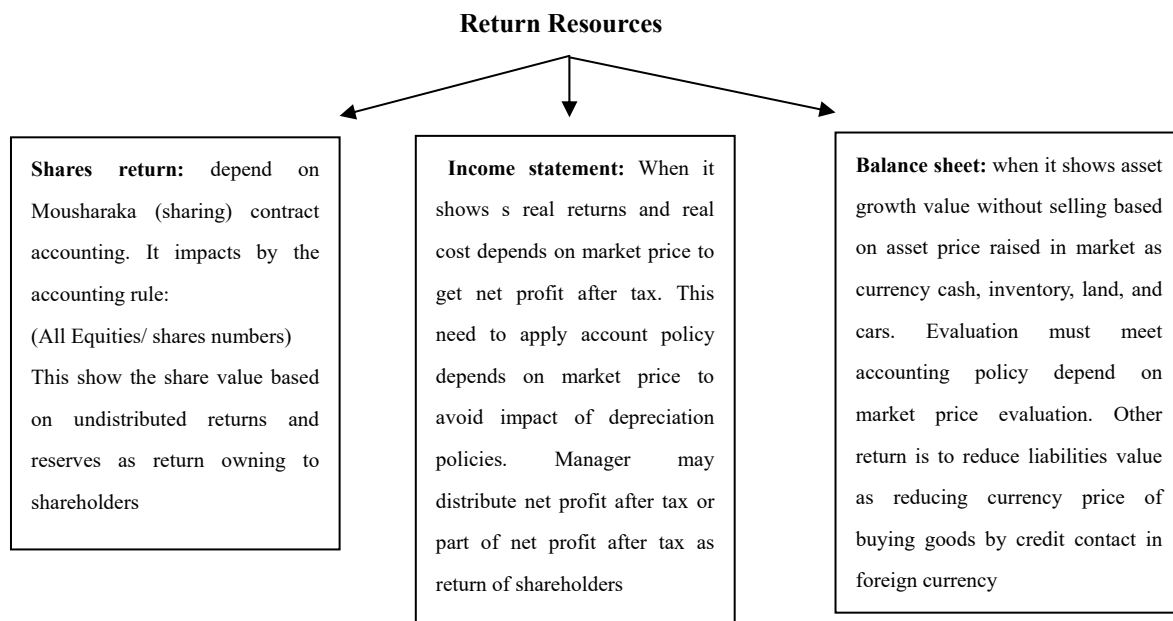 Return Resources
Shares return: depend on
Mousharaka (sharing) contract
accounting. It impacts by the
accounting rule:
(All Equities/ shares numbers)
This show the share value based
on undistributed returns and
reserves as return owning to
shareholders
Income statement: When it
shows s real returns and real
cost depends on market price to
get net profit after tax. This
need to apply account policy
depends on market price to
avoid impact of depreciation
policies. Manager may
distribute net profit after tax or
part of net profit after tax as
return of shareholders
Balance sheet: when it shows asset
growth value without selling based
on asset price raised in market as
currency cash, inventory, land, and
cars. Evaluation must meet
accounting policy depend on
market price evaluation. Other
return is to reduce liabilities value
as reducing currency price of
buying goods by credit contact in
foreign currency